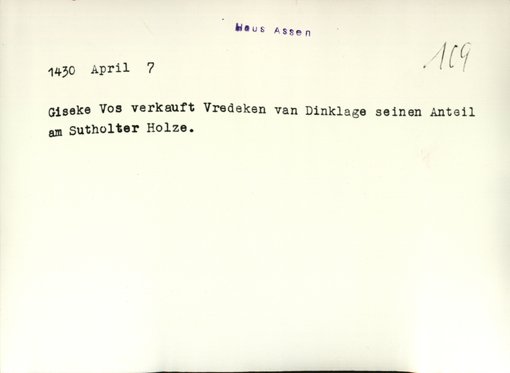 Haus Assen
109
1430 April 7
Giseke Vos verkauft Vredeken van Dinklage seinen Anteil
am Sutholter Holze.